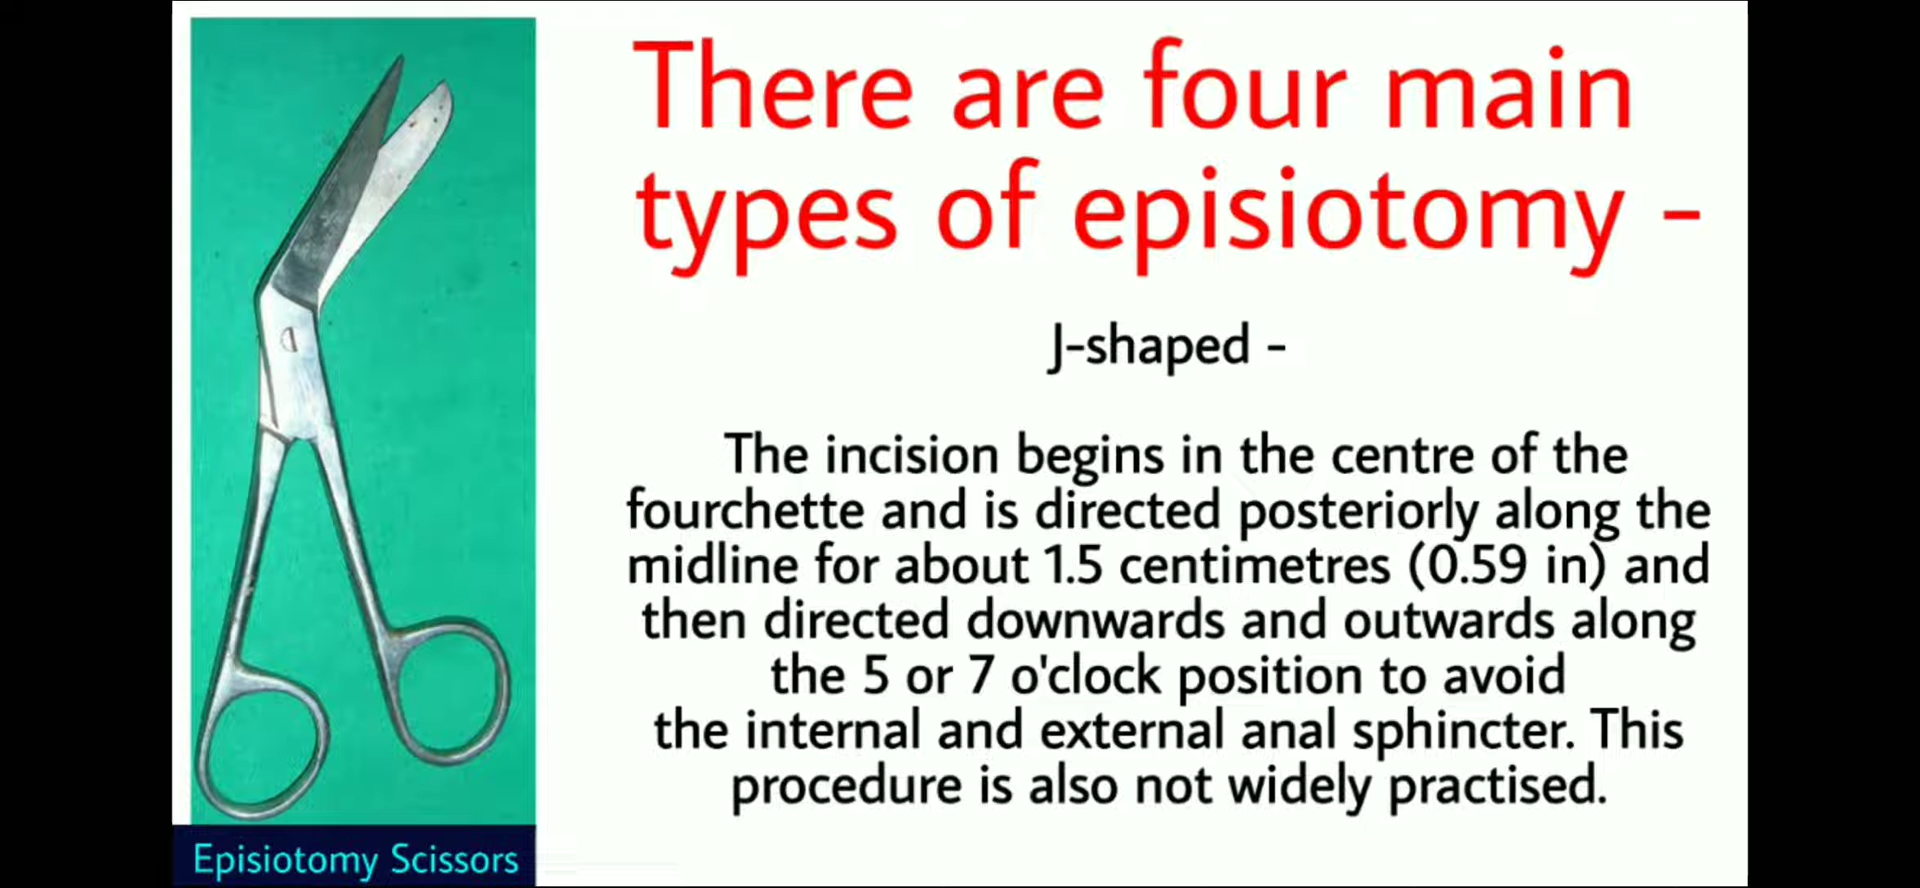 There are four main
types of episiotomy -
J-shaped -
The incision begins in the centre of the
fourchette and is directed posteriorly along the
midline for about 1.5 centimetres (0.59 in) and
then directed downwards and outwards along
the 5 or 7 o'clock position to avoid
the internal and external anal sphincter. This
procedure is also not widely practised.
Episiotomy Scissors